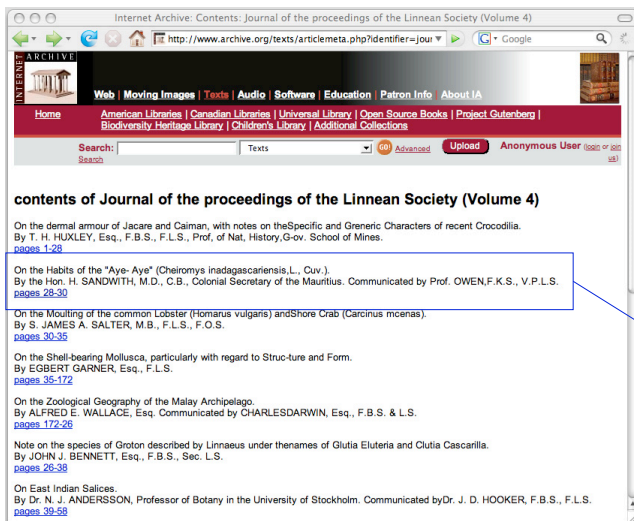 Internet Archive: Contents: Journal of the proceedings of the Linnean Society (Volume 4)
http://www.archive.org/texts/articlemeta.php?identifier=jour
Google
INTERNET ARCHIVE
Web | Moving Images | Texts | Audio | Software | Education | Patron Info | About IA
Home American Libraries | Canadian Libraries | Universal Library | Open Source Books | Project Gutenberg |
Biodiversity Heritage Library | Children's Library | Additional Collections
Search: Texts GO! Advanced Upload Anonymous User (login or join
Search us)
contents of Journal of the proceedings of the Linnean Society (Volume 4)
On the dermal armour of Jacare and Caiman, with notes on theSpecific and Greneric Characters of recent Crocodilia.
By T. H. HUXLEY, Esq., F.B.S., F.L.S., Prof, of Nat, History,G-ov. School of Mines.
pages 1-28
On the Habits of the "Aye- Aye" (Cheiromys inadagascariensis,L., Cuv.).
By the Hon. H. SANDWITH, M.D., C.B., Colonial Secretary of the Mauritius. Communicated by Prof. OWEN,F.K.S., V.P.L.S.
pages 28-30
On the Moulting of the common Lobster (Homarus vulgaris) andShore Crab (Carcinus mcenas).
By S. JAMES A. SALTER, M.B., F.L.S., F.O.S.
pages 30-35
On the Shell-bearing Mollusca, particularly with regard to Struc-ture and Form.
By EGBERT GARNER, Esq., F.L.S.
pages 35-172
On the Zoological Geography of the Malay Archipelago.
By ALFRED E. WALLACE, Esq. Communicated by CHARLESDARWIN, Esq., F.B.S. & L.S.
pages 172-26
Note on the species of Groton described by Linnaeus under thenames of Glutia Eluteria and Clutia Cascarilla.
By JOHN J. BENNETT, Esq., F.B.S., Sec. L.S.
pages 26-38
On East Indian Salices.
By Dr. N. J. ANDERSSON, Professor of Botany in the University of Stockholm. Communicated byDr. J. D. HOOKER, F.B.S., F.L.S.
pages 39-58